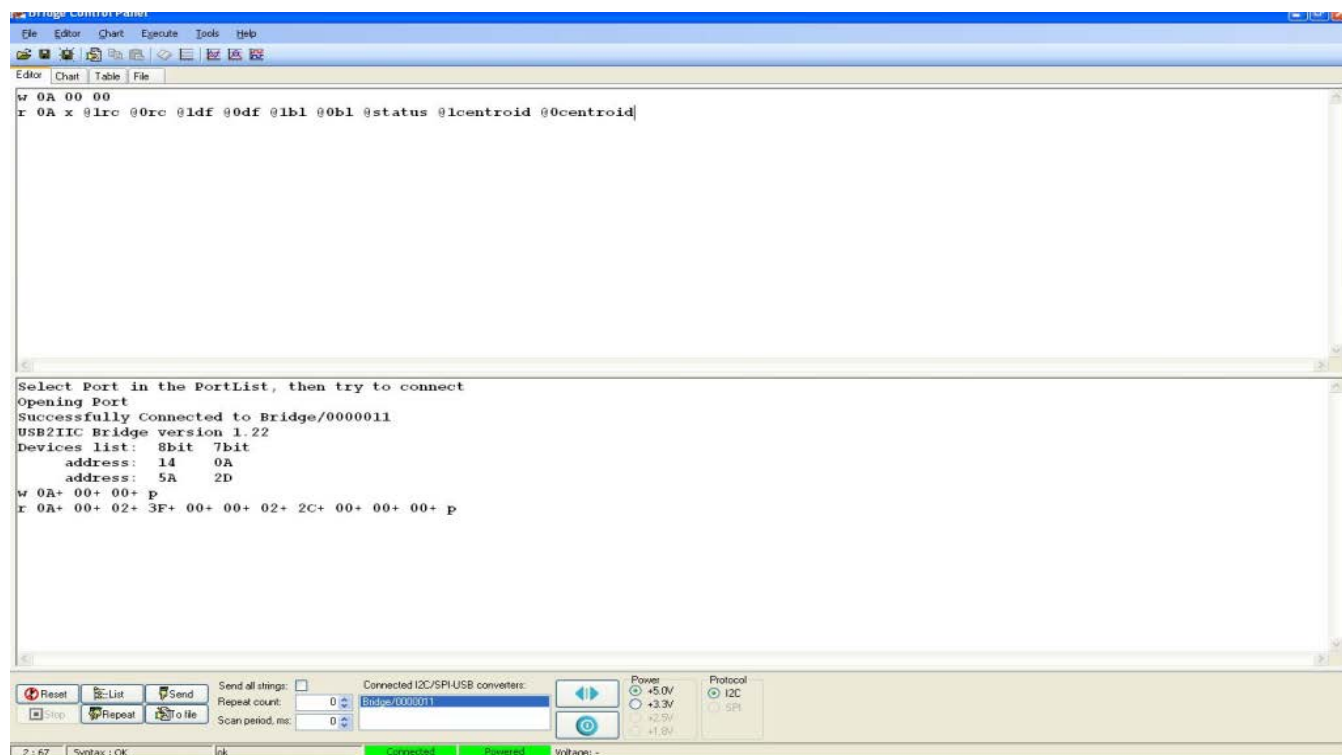 Bridge Control Panel
File Editor Chart Execute Tools Help
Editor Chart Table File
w 0A 00 00
r 0A x @1rc @0rc @1df @0df @1bl @0bl @status @1centroid @0centroid
Select Port in the PortList, then try to connect
Opening Port
Successfully Connected to Bridge/0000011
USB2IIC Bridge version 1.22
Devices list: 8bit 7bit
address: 14 0A
address: 5A 2D
w 0A+ 00+ 00+ p
r 0A+ 00+ 02+ 3F+ 00+ 00+ 02+ 2C+ 00+ 00+ 00+ p
Reset List Send Send all strings: Connected I2C/SPI-USB converters: Power Protocol
+5.0V I2C
Stop Repeat To file Repeat count: 0 Bridge/0000011 +3.3V SPI
Scan period, ms: 0 +2.5V
+1.8V
2 : 67 Syntax : OK ok Connected Powered Voltage: -